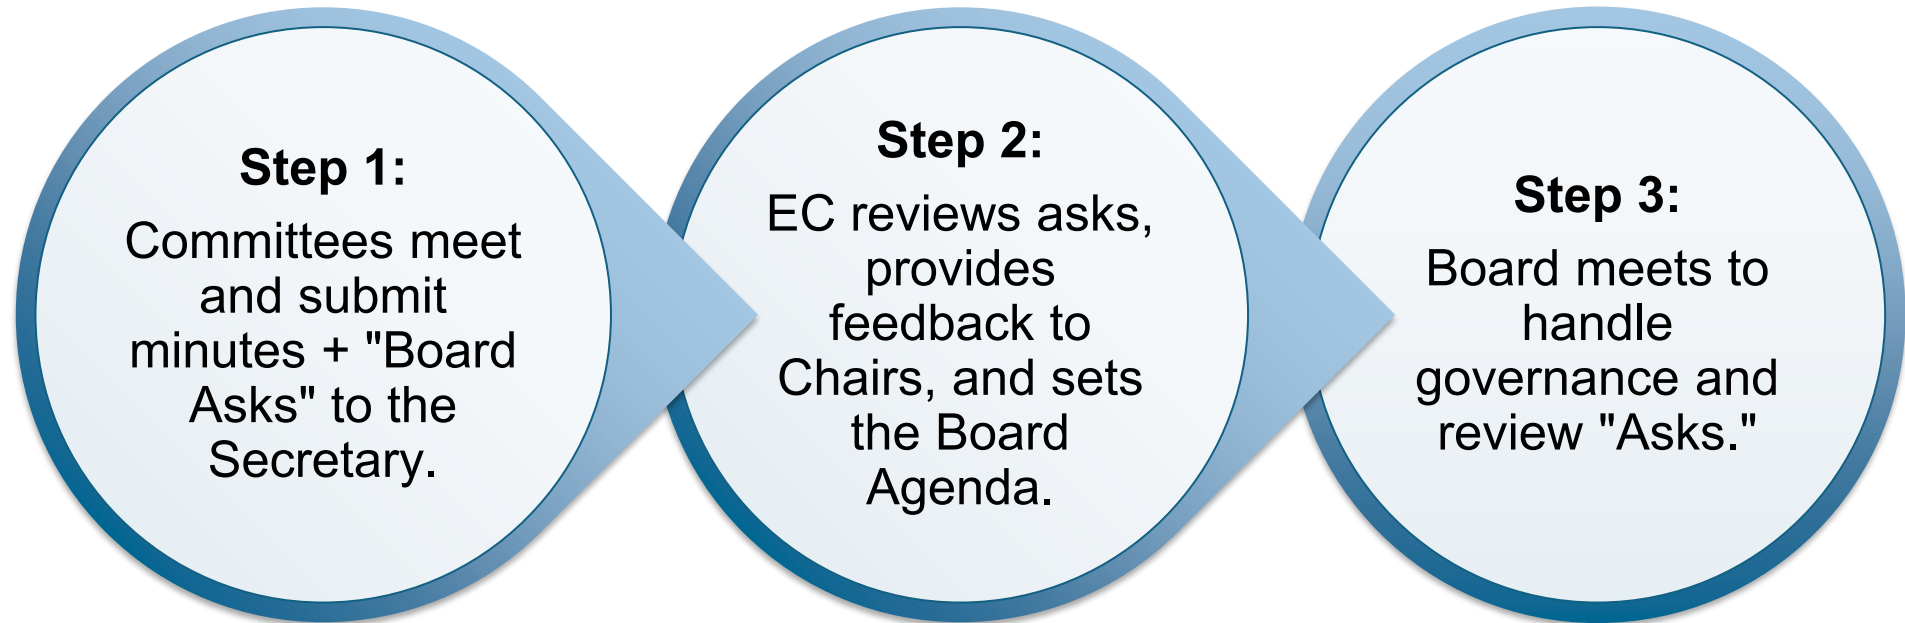 Step 1:
Committees meet
and submit
minutes + "Board
Asks" to the
Secretary.
Step 2:
EC reviews asks,
provides
feedback to
Chairs, and sets
the Board
Agenda.
Step 3:
Board meets to
handle
governance and
review "Asks."